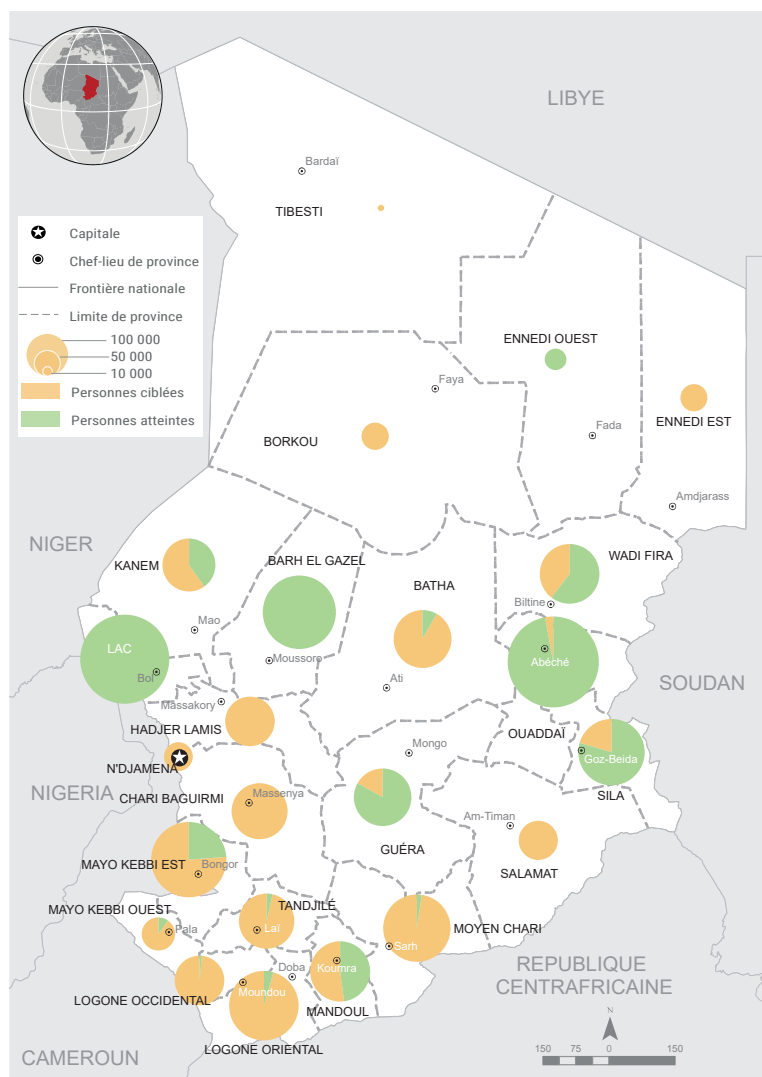 LIBYE
Bardaï
TIBESTI
Capitale
Chef-lieu de province
Frontière nationale
Limite de province
100 000
50 000
10 000
Personnes ciblées
Personnes atteintes
ENNEDI OUEST
Faya
ENNEDI EST
Fada
BORKOU
Amdjarass
NIGER
KANEM
BARH EL GAZEL
BATHA
WADI FIRA
Biltine
Mao
LAC
Bol
Moussoro
Abéché
Ati
SOUDAN
Massakory
HADJER LAMIS
OUADDAÏ
Mongo
Goz-Beida
N'DJAMENA
NIGERIA
CHARI BAGUIRMI
Massenya
SILA
Am-Timan
GUÉRA
MAYO KEBBI EST
Bongor
SALAMAT
MAYO KEBBI OUEST
TANDJILÉ
Pala
Laï
MOYEN CHARI
Sarh
Doba
Koumra
REPUBLIQUE
CENTRAFRICAINE
LOGONE OCCIDENTAL
Moundou
MANDOUL
LOGONE ORIENTAL
CAMEROUN
N
150 75 0 150